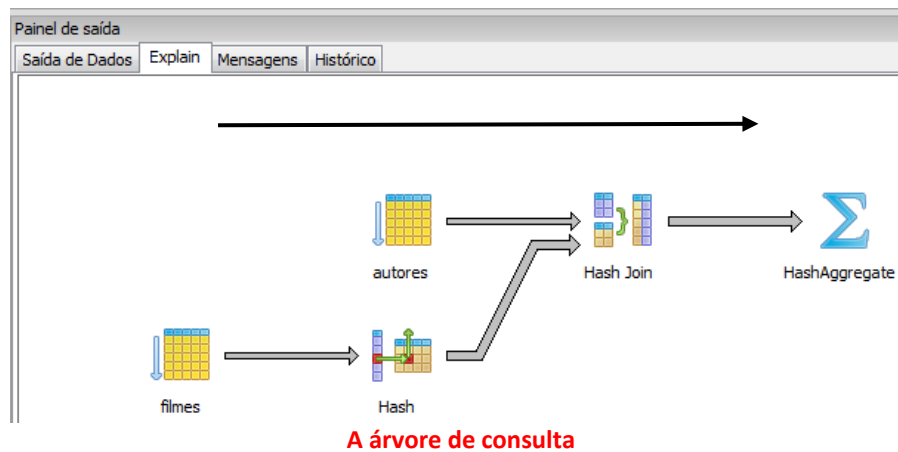 Painel de saída
Saída de Dados Explain Mensagens Histórico
autores Hash Join HashAggregate
filmes Hash
A árvore de consulta